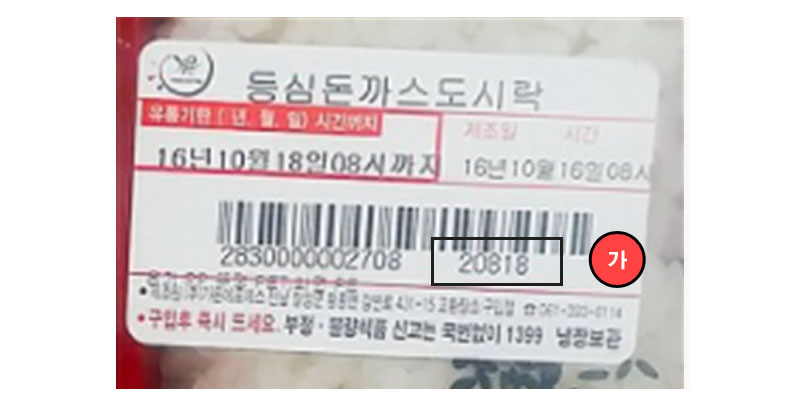 등심돈까스도시락
유통기한 ( 년, 월, 일) 시간까지
제조일 시간
16년10월18일08시까지
16년10월16일08시
2830000002708
20818
가
구입후 즉시 드세요. 부정·불량식품 신고는 국번없이 1399 냉장보관